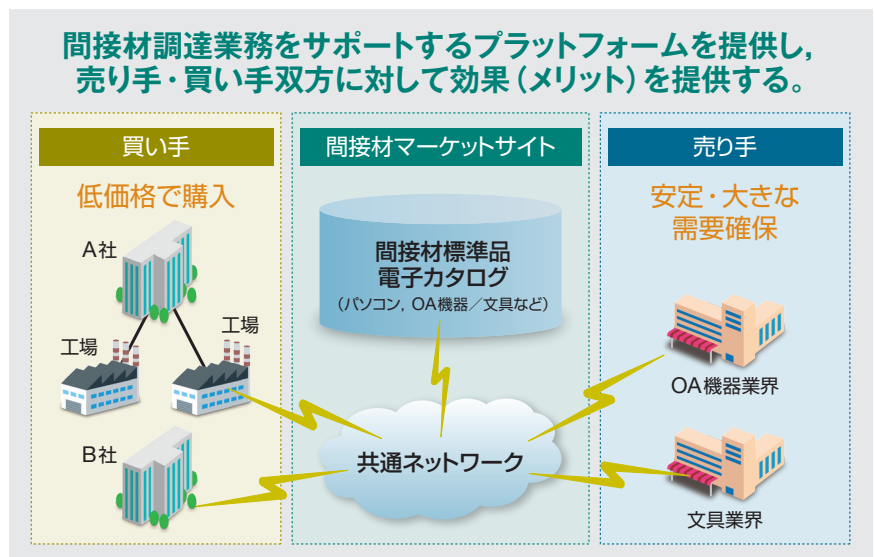 間接材調達業務をサポートするプラットフォームを提供し,
売り手・買い手双方に対して効果（メリット）を提供する。
買い手
低価格で購入
A社
工場
工場
B社
間接材マーケットサイト
間接材標準品
電子カタログ
（パソコン, OA機器／文具など）
共通ネットワーク
売り手
安定・大きな
需要確保
OA機器業界
文具業界